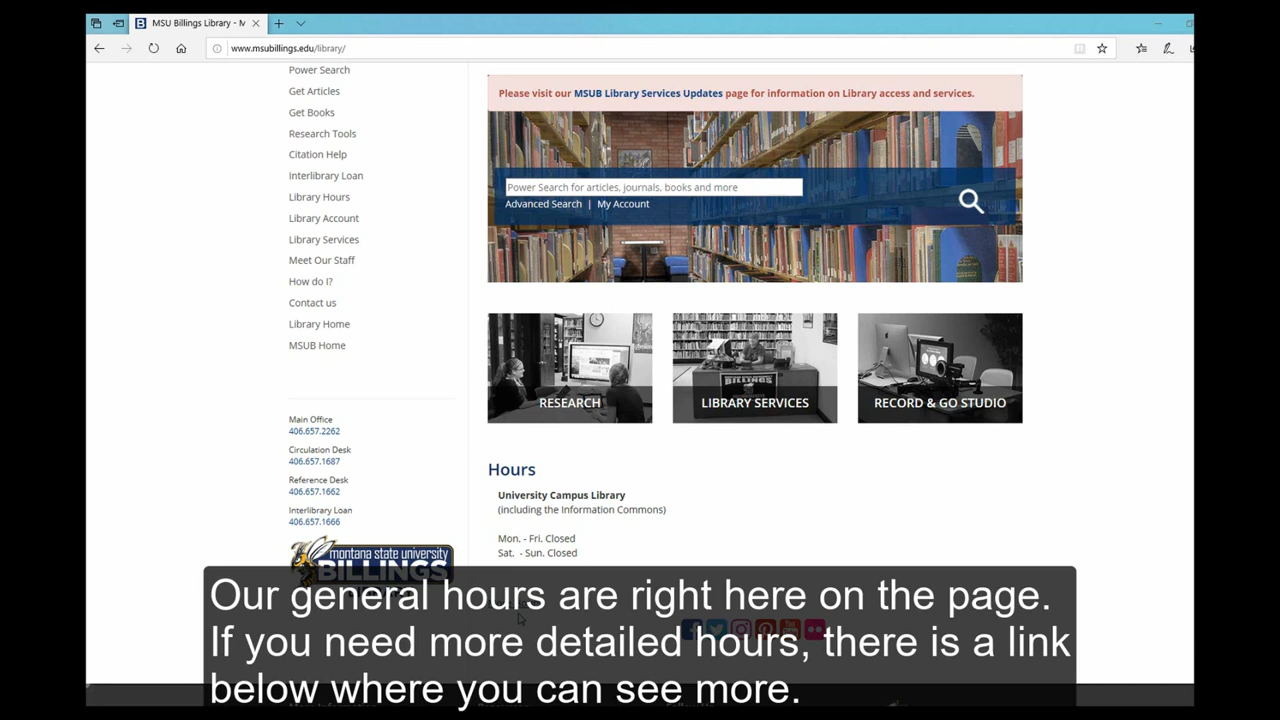 MSU Billings Library - M
www.msubillings.edu/library/
Power Search
Get Articles
Get Books
Research Tools
Citation Help
Interlibrary Loan
Library Hours
Library Account
Library Services
Meet Our Staff
How do I?
Contact us
Library Home
MSUB Home
Main Office
406.657.2262
Circulation Desk
406.657.1687
Reference Desk
406.657.1662
Interlibrary Loan
406.657.1666
montana state university
BILLINGS
Please visit our MSUB Library Services Updates page for information on Library access and services.
Power Search for articles, journals, books and more
Advanced Search | My Account
RESEARCH
BILLINGS
LIBRARY SERVICES
RECORD & GO STUDIO
Hours
University Campus Library
(including the Information Commons)
Mon. - Fri. Closed
Sat. - Sun. Closed
Our general hours are right here on the page.
If you need more detailed hours, there is a link
below where you can see more.